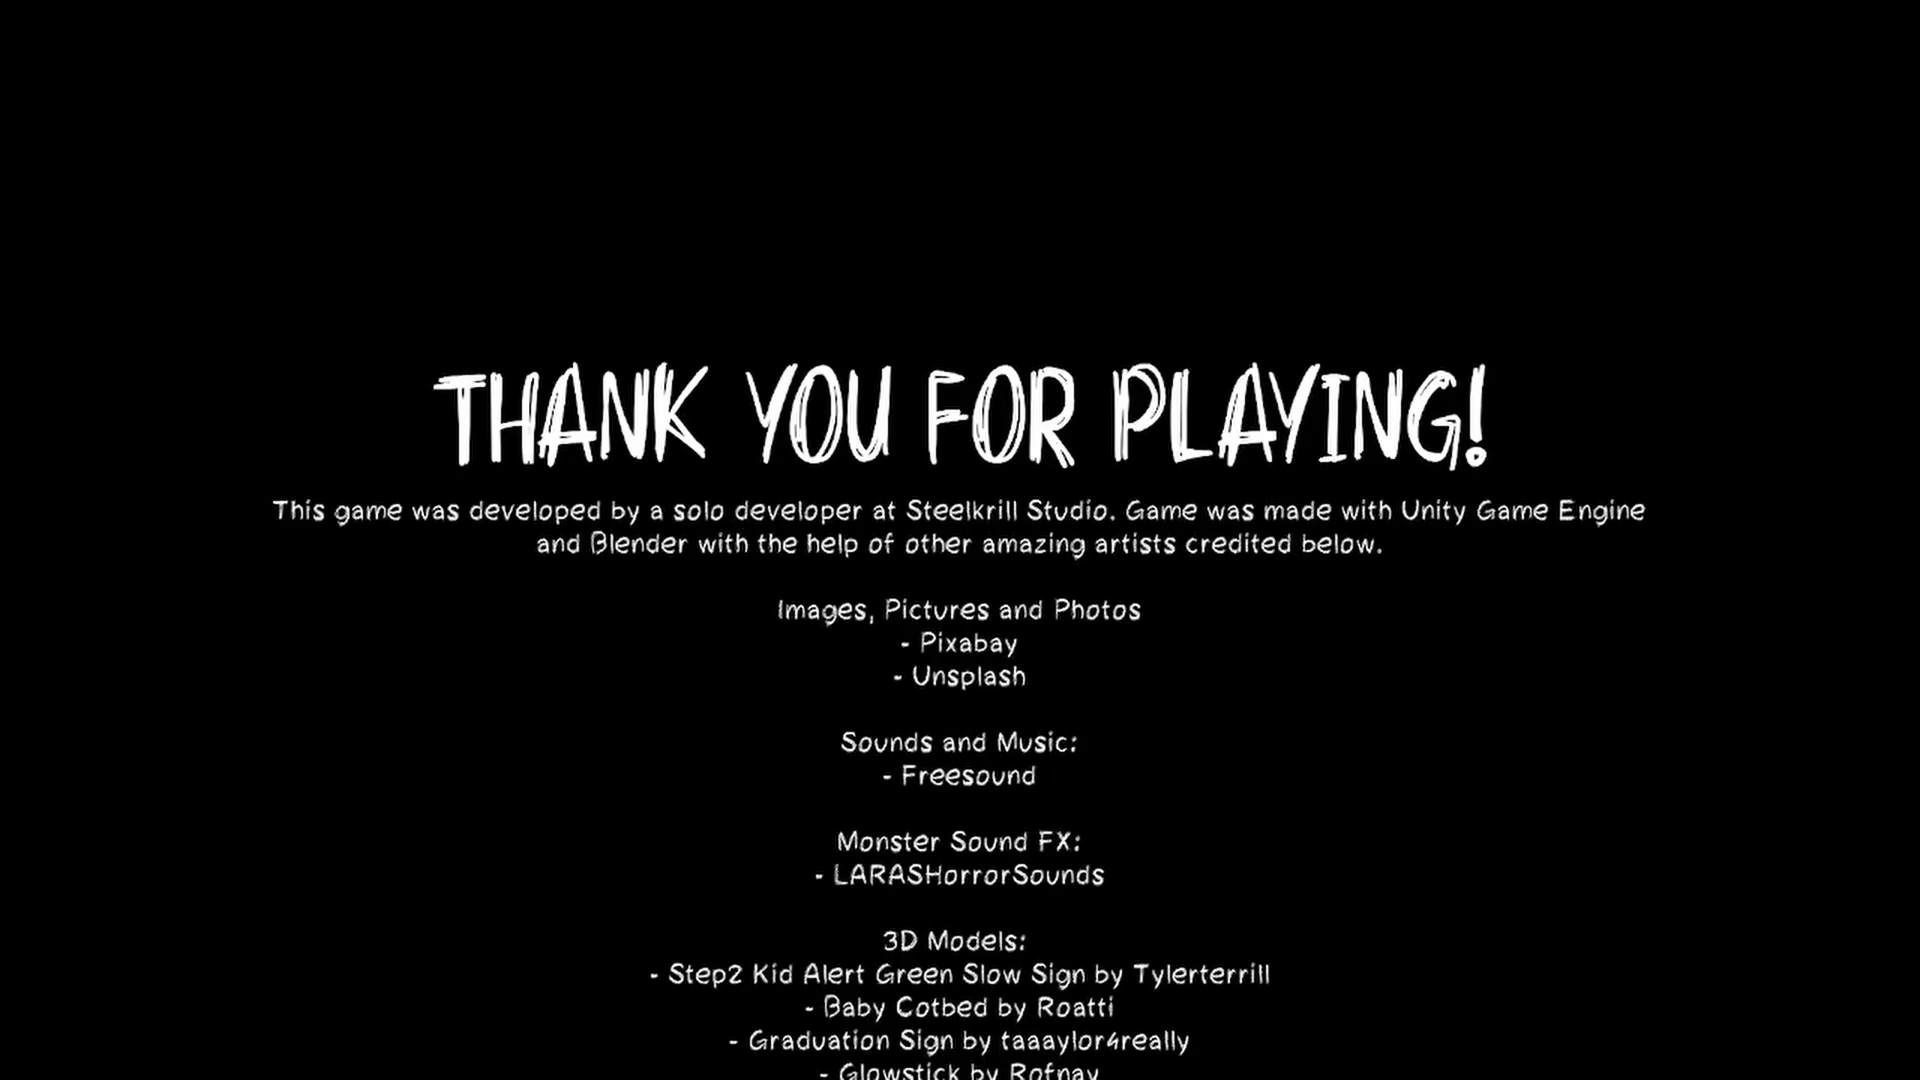 THANK YOU FOR PLAYING!
This game was developed by a solo developer at Steelkrill Studio. Game was made with Unity Game Engine
and Blender with the help of other amazing artists credited below.
Images, Pictures and Photos
- Pixabay
- Unsplash
Sounds and Music:
- Freesound
Monster Sound FX:
- LARASHorrorSounds
3D Models:
- Step2 Kid Alert Green Slow Sign by Tylerterrill
- Baby Cotbed by Roatti
- Graduation Sign by taaaylor4really
- Glowstick by Rofnay